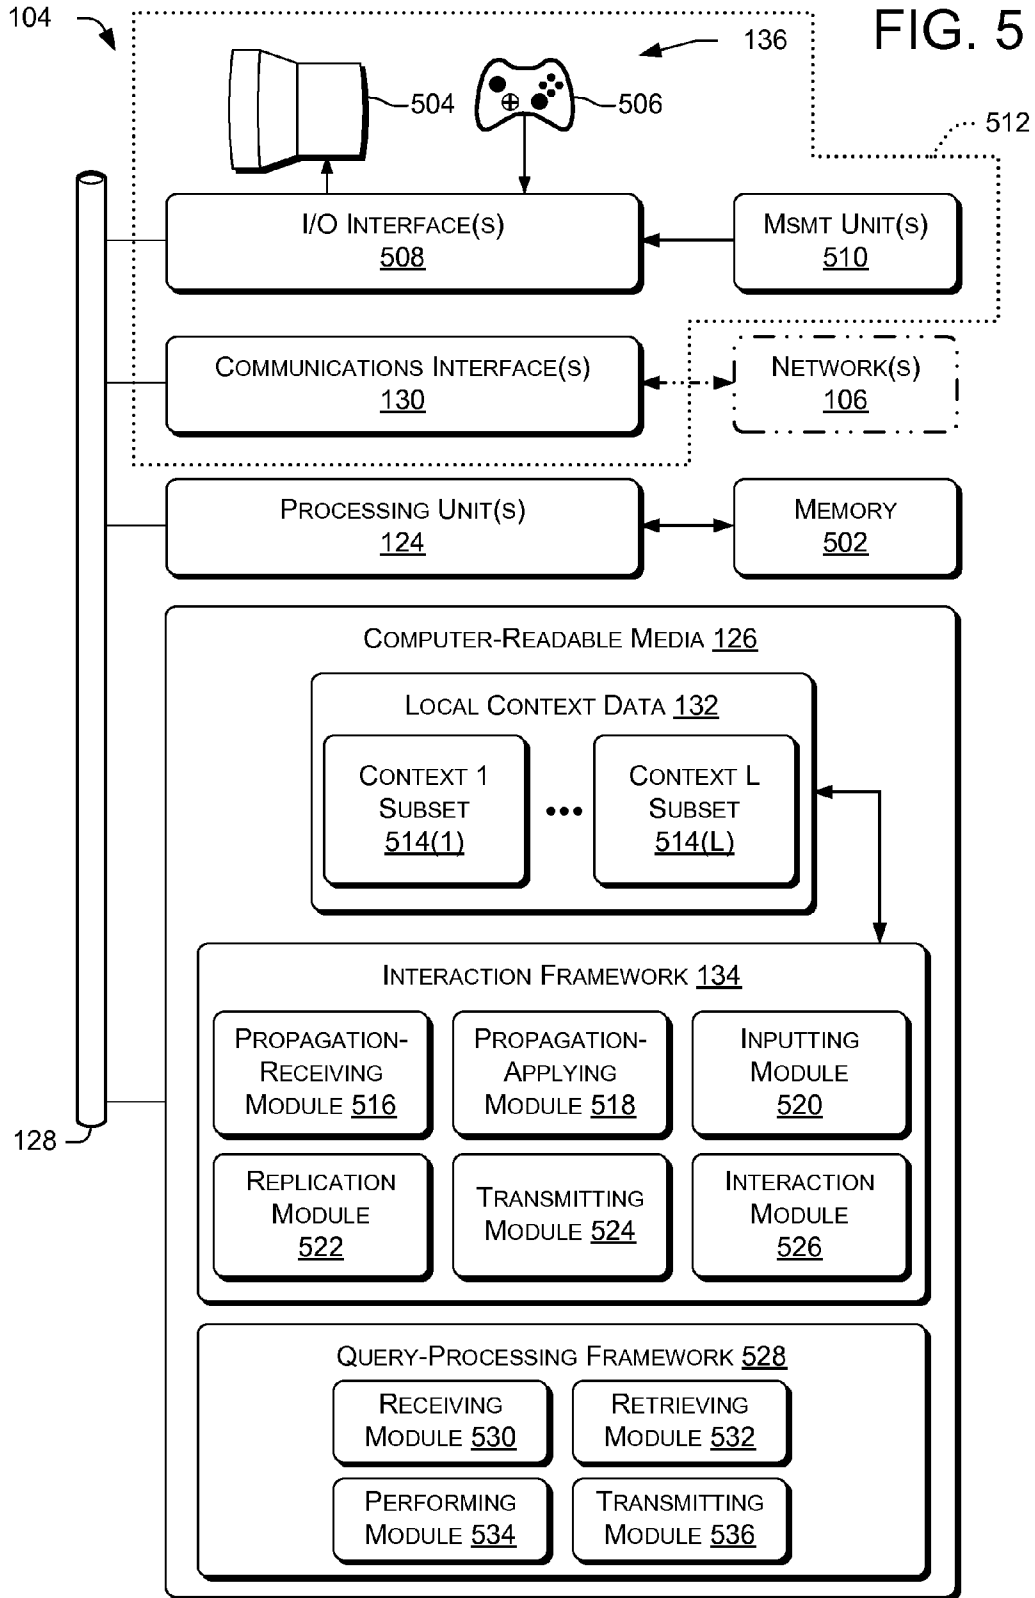 104
136
FIG. 5
504
506
512
I/O INTERFACE(S)
508
MSMT UNIT(S)
510
COMMUNICATIONS INTERFACE(S)
130
NETWORK(S)
106
PROCESSING UNIT(S)
124
MEMORY
502
COMPUTER-READABLE MEDIA 126
LOCAL CONTEXT DATA 132
CONTEXT 1
SUBSET
514(1)
•••
CONTEXT L
SUBSET
514(L)
INTERACTION FRAMEWORK 134
PROPAGATION-
RECEIVING
MODULE 516
PROPAGATION-
APPLYING
MODULE 518
INPUTTING
MODULE
520
128
REPLICATION
MODULE
522
TRANSMITTING
MODULE 524
INTERACTION
MODULE
526
QUERY-PROCESSING FRAMEWORK 528
RECEIVING
MODULE 530
RETRIEVING
MODULE 532
PERFORMING
MODULE 534
TRANSMITTING
MODULE 536